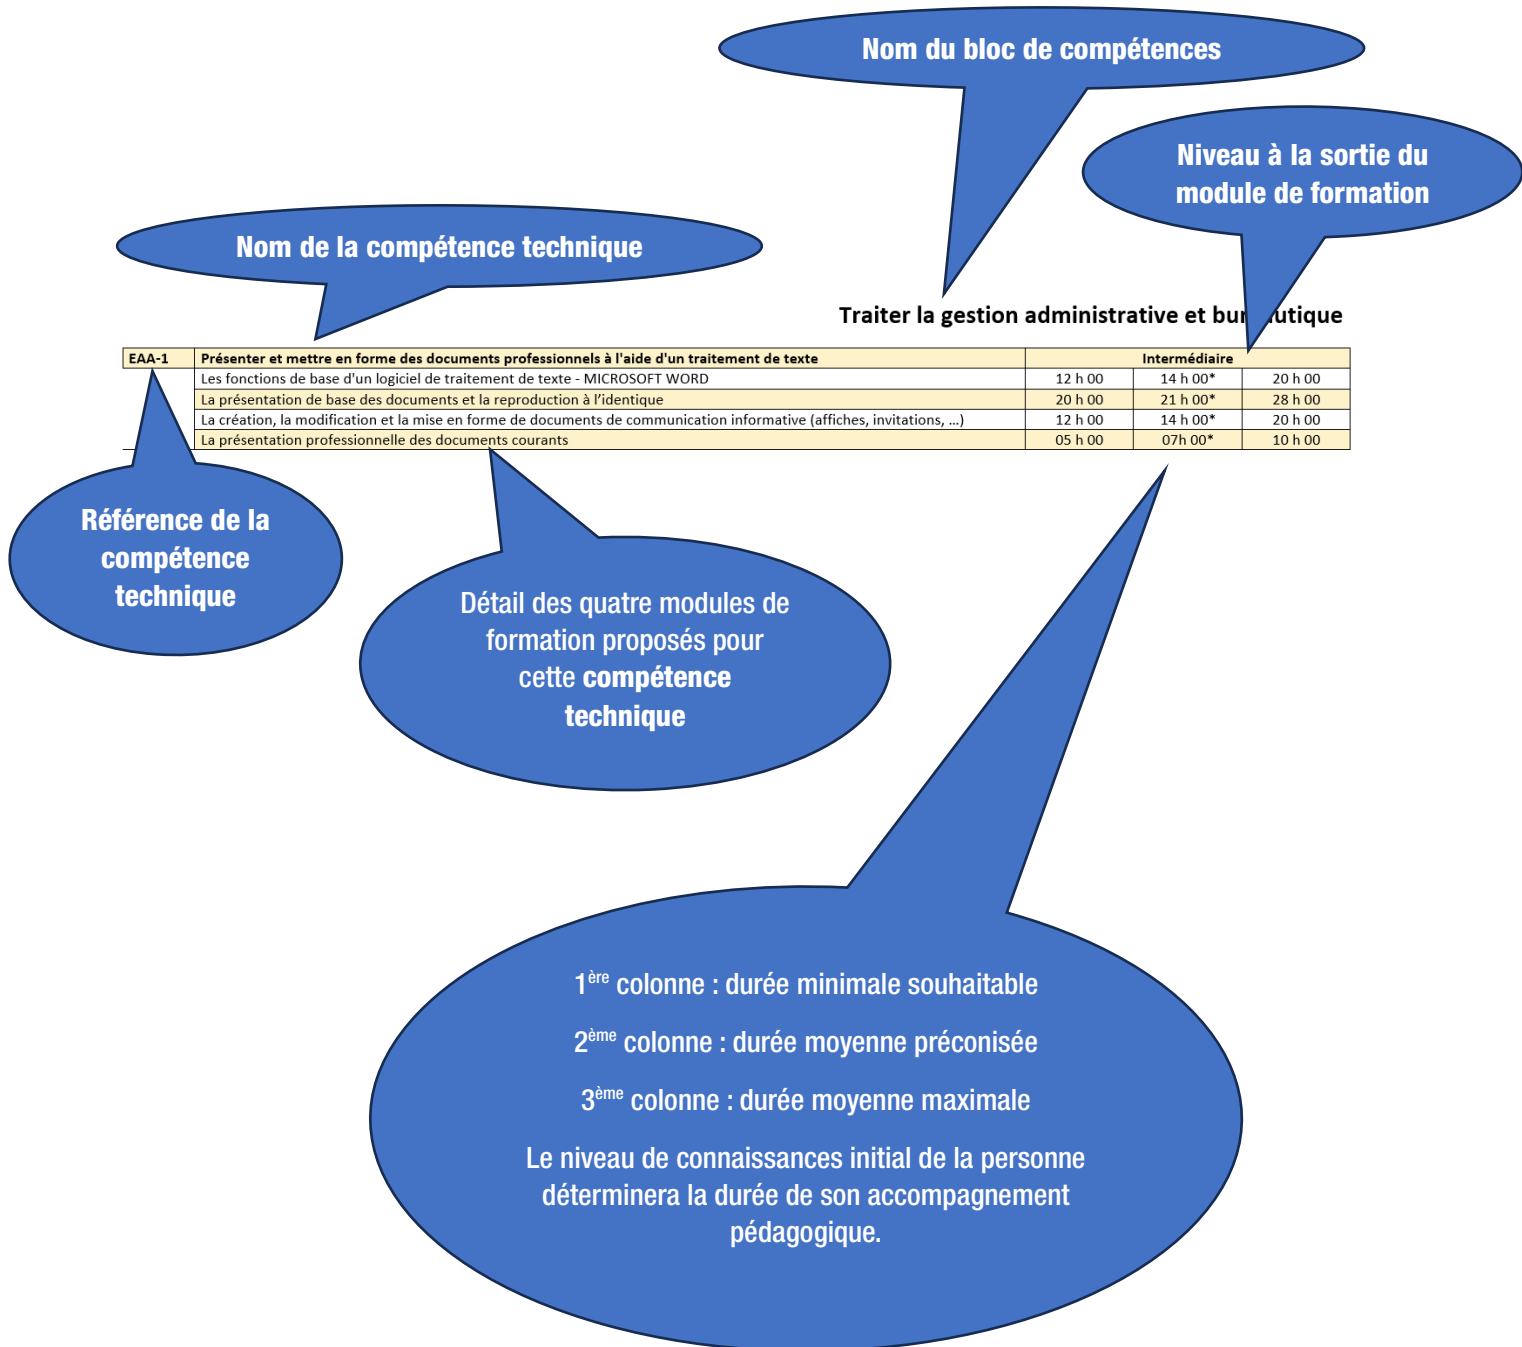 Nom du bloc de compétences
Niveau à la sortie du
module de formation
Nom de la compétence technique
Traiter la gestion administrative et bureautique
EAA-1 Présenter et mettre en forme des documents professionnels à l'aide d'un traitement de texte Intermédiaire
Les fonctions de base d'un logiciel de traitement de texte - MICROSOFT WORD 12 h 00 14 h 00* 20 h 00
La présentation de base des documents et la reproduction à l’identique 20 h 00 21 h 00* 28 h 00
La création, la modification et la mise en forme de documents de communication informative (affiches, invitations, …) 12 h 00 14 h 00* 20 h 00
La présentation professionnelle des documents courants 05 h 00 07h 00* 10 h 00
Référence de la
compétence
technique
Détail des quatre modules de
formation proposés pour
cette compétence
technique
1ère colonne : durée minimale souhaitable
2ème colonne : durée moyenne préconisée
3ème colonne : durée moyenne maximale
Le niveau de connaissances initial de la personne
déterminera la durée de son accompagnement
pédagogique.